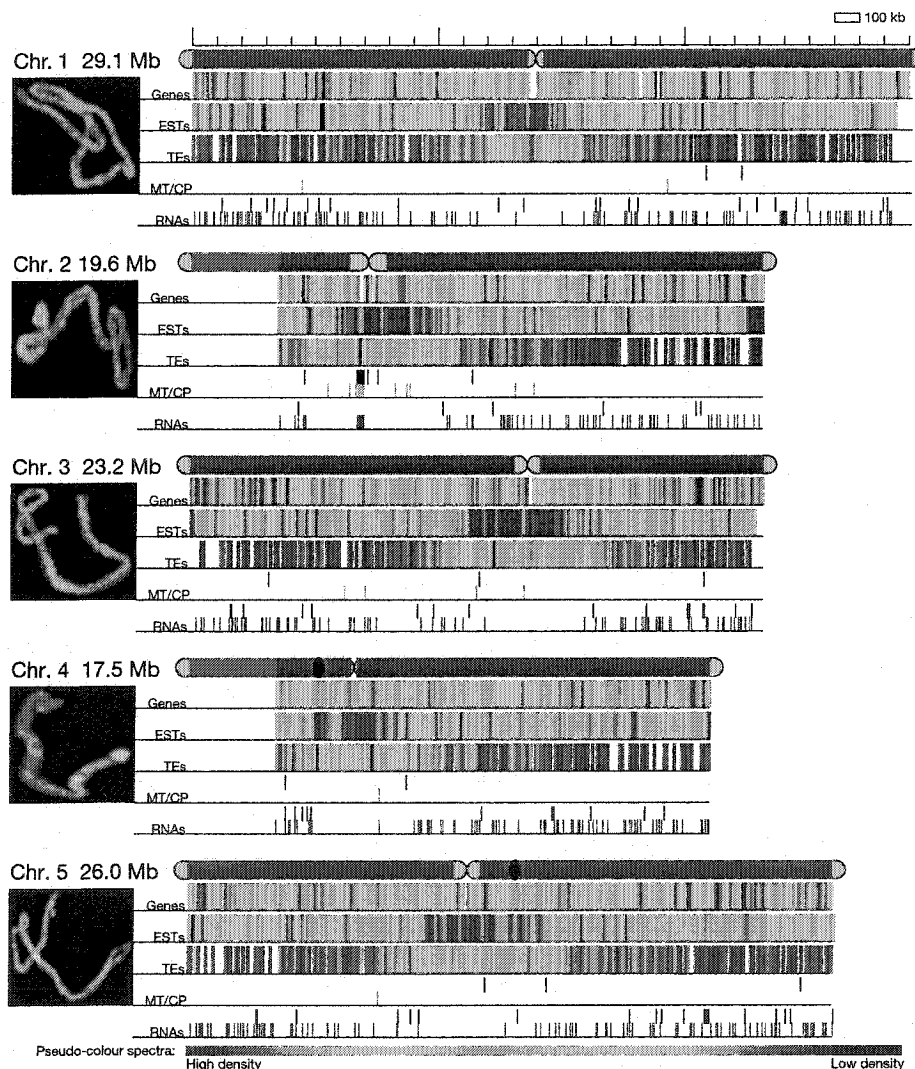 100 kb
Chr. 1 29.1 Mb
Genes
ESTs
TEs
MT/CP
RNAs
Chr. 2 19.6 Mb
Genes
ESTs
TEs
MT/CP
RNAs
Chr. 3 23.2 Mb
Genes
ESTs
TEs
MT/CP
RNAs
Chr. 4 17.5 Mb
Genes
ESTs
TEs
MT/CP
RNAs
Chr. 5 26.0 Mb
Genes
ESTs
TEs
MT/CP
RNAs
Pseudo-colour spectra:
High density Low density